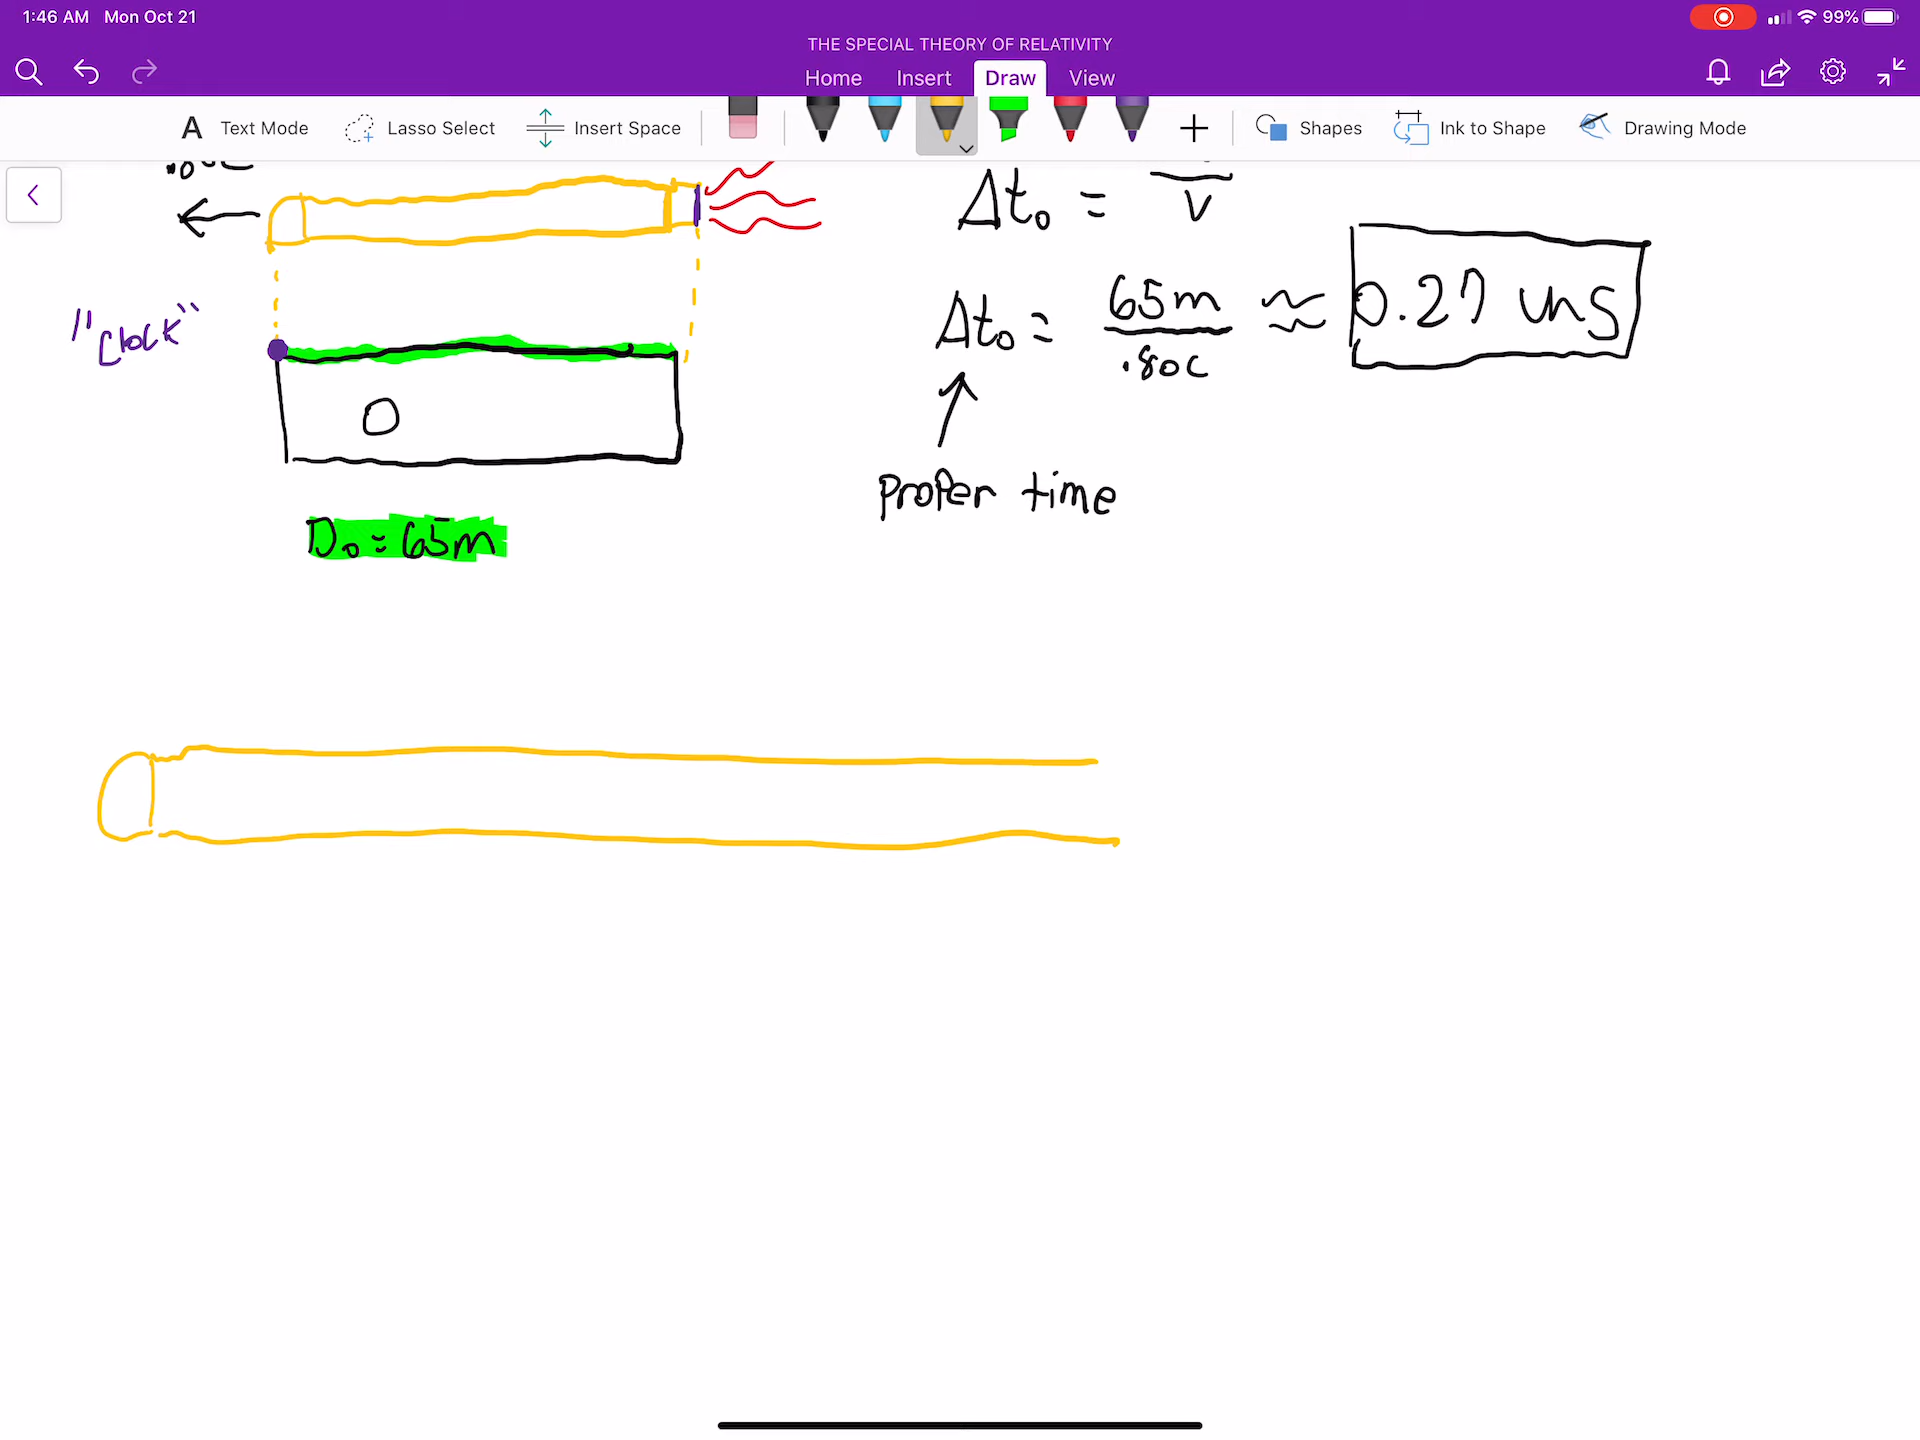 1:46 AM Mon Oct 21
99%
THE SPECIAL THEORY OF RELATIVITY
Home Insert Draw View
A Text Mode Lasso Select Insert Space Shapes Ink to Shape Drawing Mode
Δt₀ = / v
"Clock"
Δt₀ = 65m / .80c ≈ 0.27
O
Proper time
D₀ = 65m